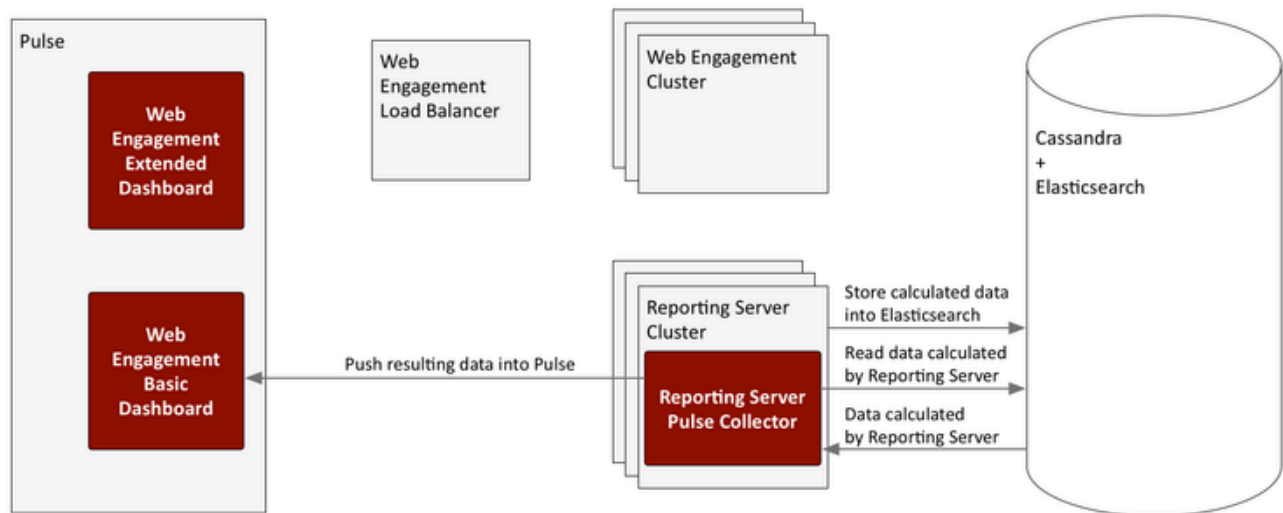 Pulse
Web
Engagement
Extended
Dashboard
Web
Engagement
Basic
Dashboard
Web
Engagement
Load Balancer
Web Engagement
Cluster
Push resulting data into Pulse
Reporting Server
Cluster
Reporting Server
Pulse Collector
Store calculated data
into Elasticsearch
Read data calculated
by Reporting Server
Data calculated
by Reporting Server
Cassandra
+
Elasticsearch